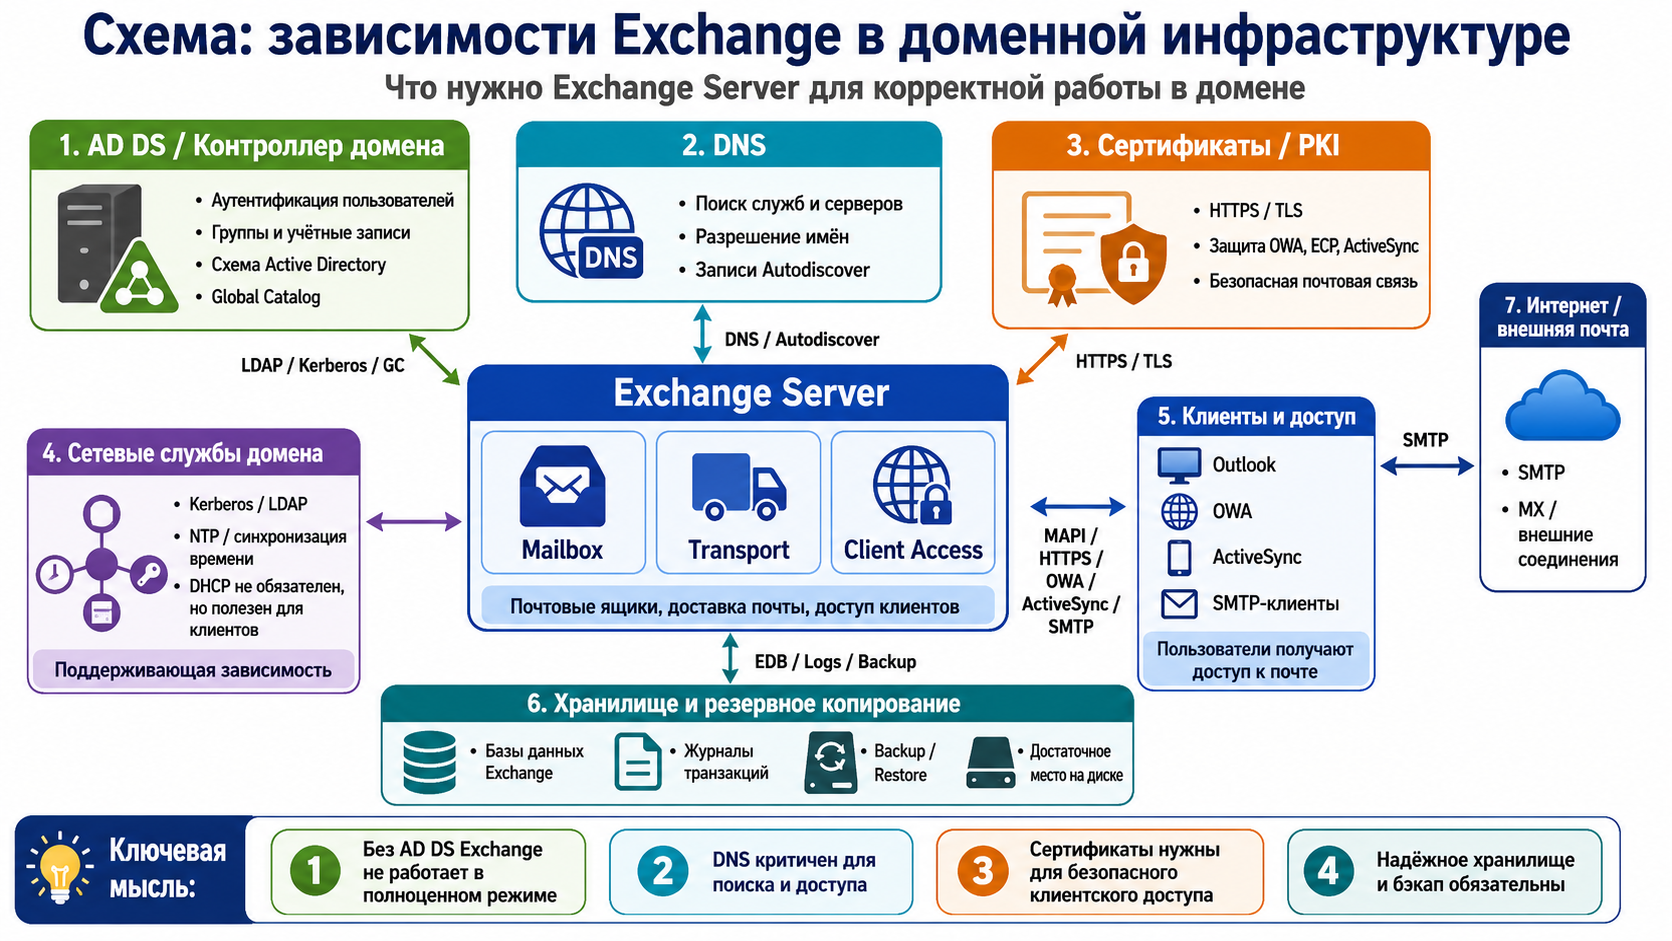 Схема: зависимости Exchange в доменной инфраструктуре
Что нужно Exchange Server для корректной работы в домене
1. AD DS / Контроллер домена
• Аутентификация пользователей
• Группы и учётные записи
• Схема Active Directory
• Global Catalog
2. DNS
DNS
• Поиск служб и серверов
• Разрешение имён
• Записи Autodiscover
3. Сертификаты / PKI
• HTTPS / TLS
• Защита OWA, ECP, ActiveSync
• Безопасная почтовая связь
LDAP / Kerberos / GC
DNS / Autodiscover
HTTPS / TLS
4. Сетевые службы домена
• Kerberos / LDAP
• NTP / синхронизация
времени
• DHCP не обязателен,
но полезен для
клиентов
Поддерживающая зависимость
Exchange Server
Mailbox
Transport
Client Access
Почтовые ящики, доставка почты, доступ клиентов
MAPI /
HTTPS /
OWA /
ActiveSync /
SMTP
5. Клиенты и доступ
Outlook
OWA
ActiveSync
SMTP-клиенты
Пользователи получают
доступ к почте
SMTP
7. Интернет /
внешняя почта
• SMTP
• MX /
внешние
соединения
EDB / Logs / Backup
6. Хранилище и резервное копирование
• Базы данных
Exchange
• Журналы
транзакций
• Backup /
Restore
• Достаточное
место на диске
Ключевая
мысль:
1
Без AD DS Exchange
не работает в
полноценном режиме
2
DNS критичен для
поиска и доступа
3
Сертификаты нужны
для безопасного
клиентского доступа
4
Надёжное хранилище
и бэкап обязательны